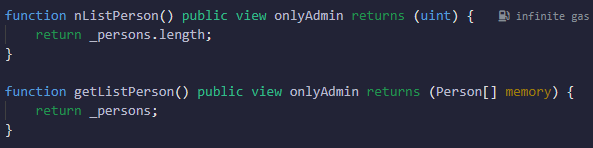 function nListPerson() public view onlyAdmin returns (uint) { infinite gas
return _persons.length;
}
function getListPerson() public view onlyAdmin returns (Person[] memory) {
return _persons;
}